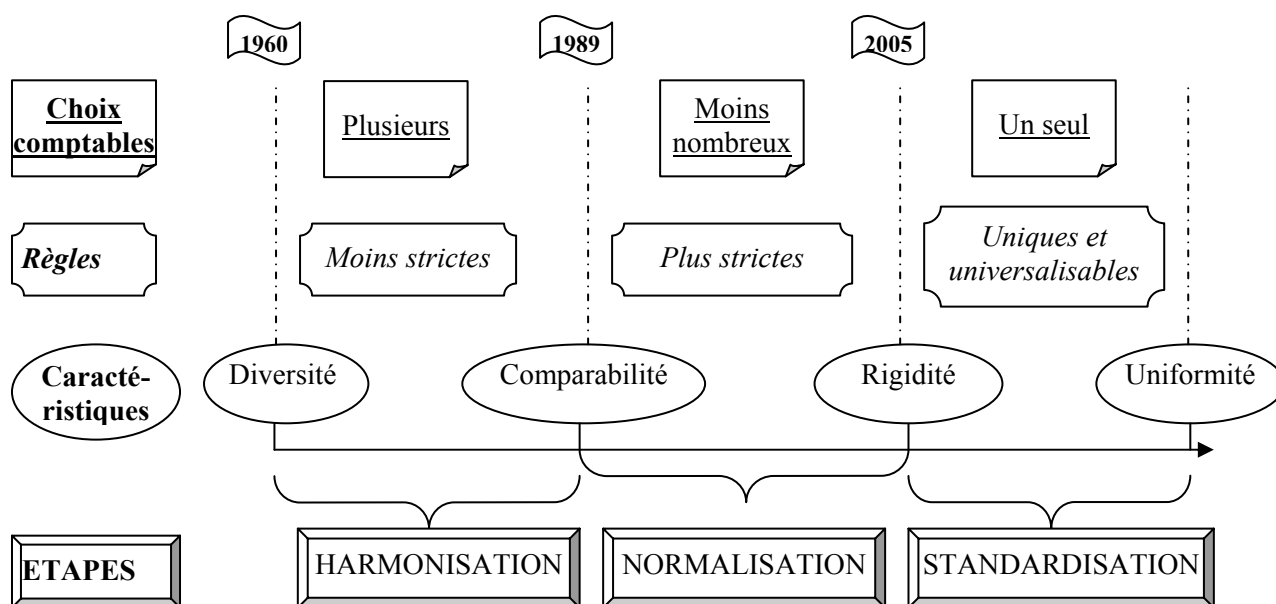 1960
1989
2005
Choix
comptables
Plusieurs
Moins
nombreux
Un seul
Règles
Moins strictes
Plus strictes
Uniques et
universalisables
Caracté-
ristiques
Diversité
Comparabilité
Rigidité
Uniformité
ETAPES
HARMONISATION
NORMALISATION
STANDARDISATION